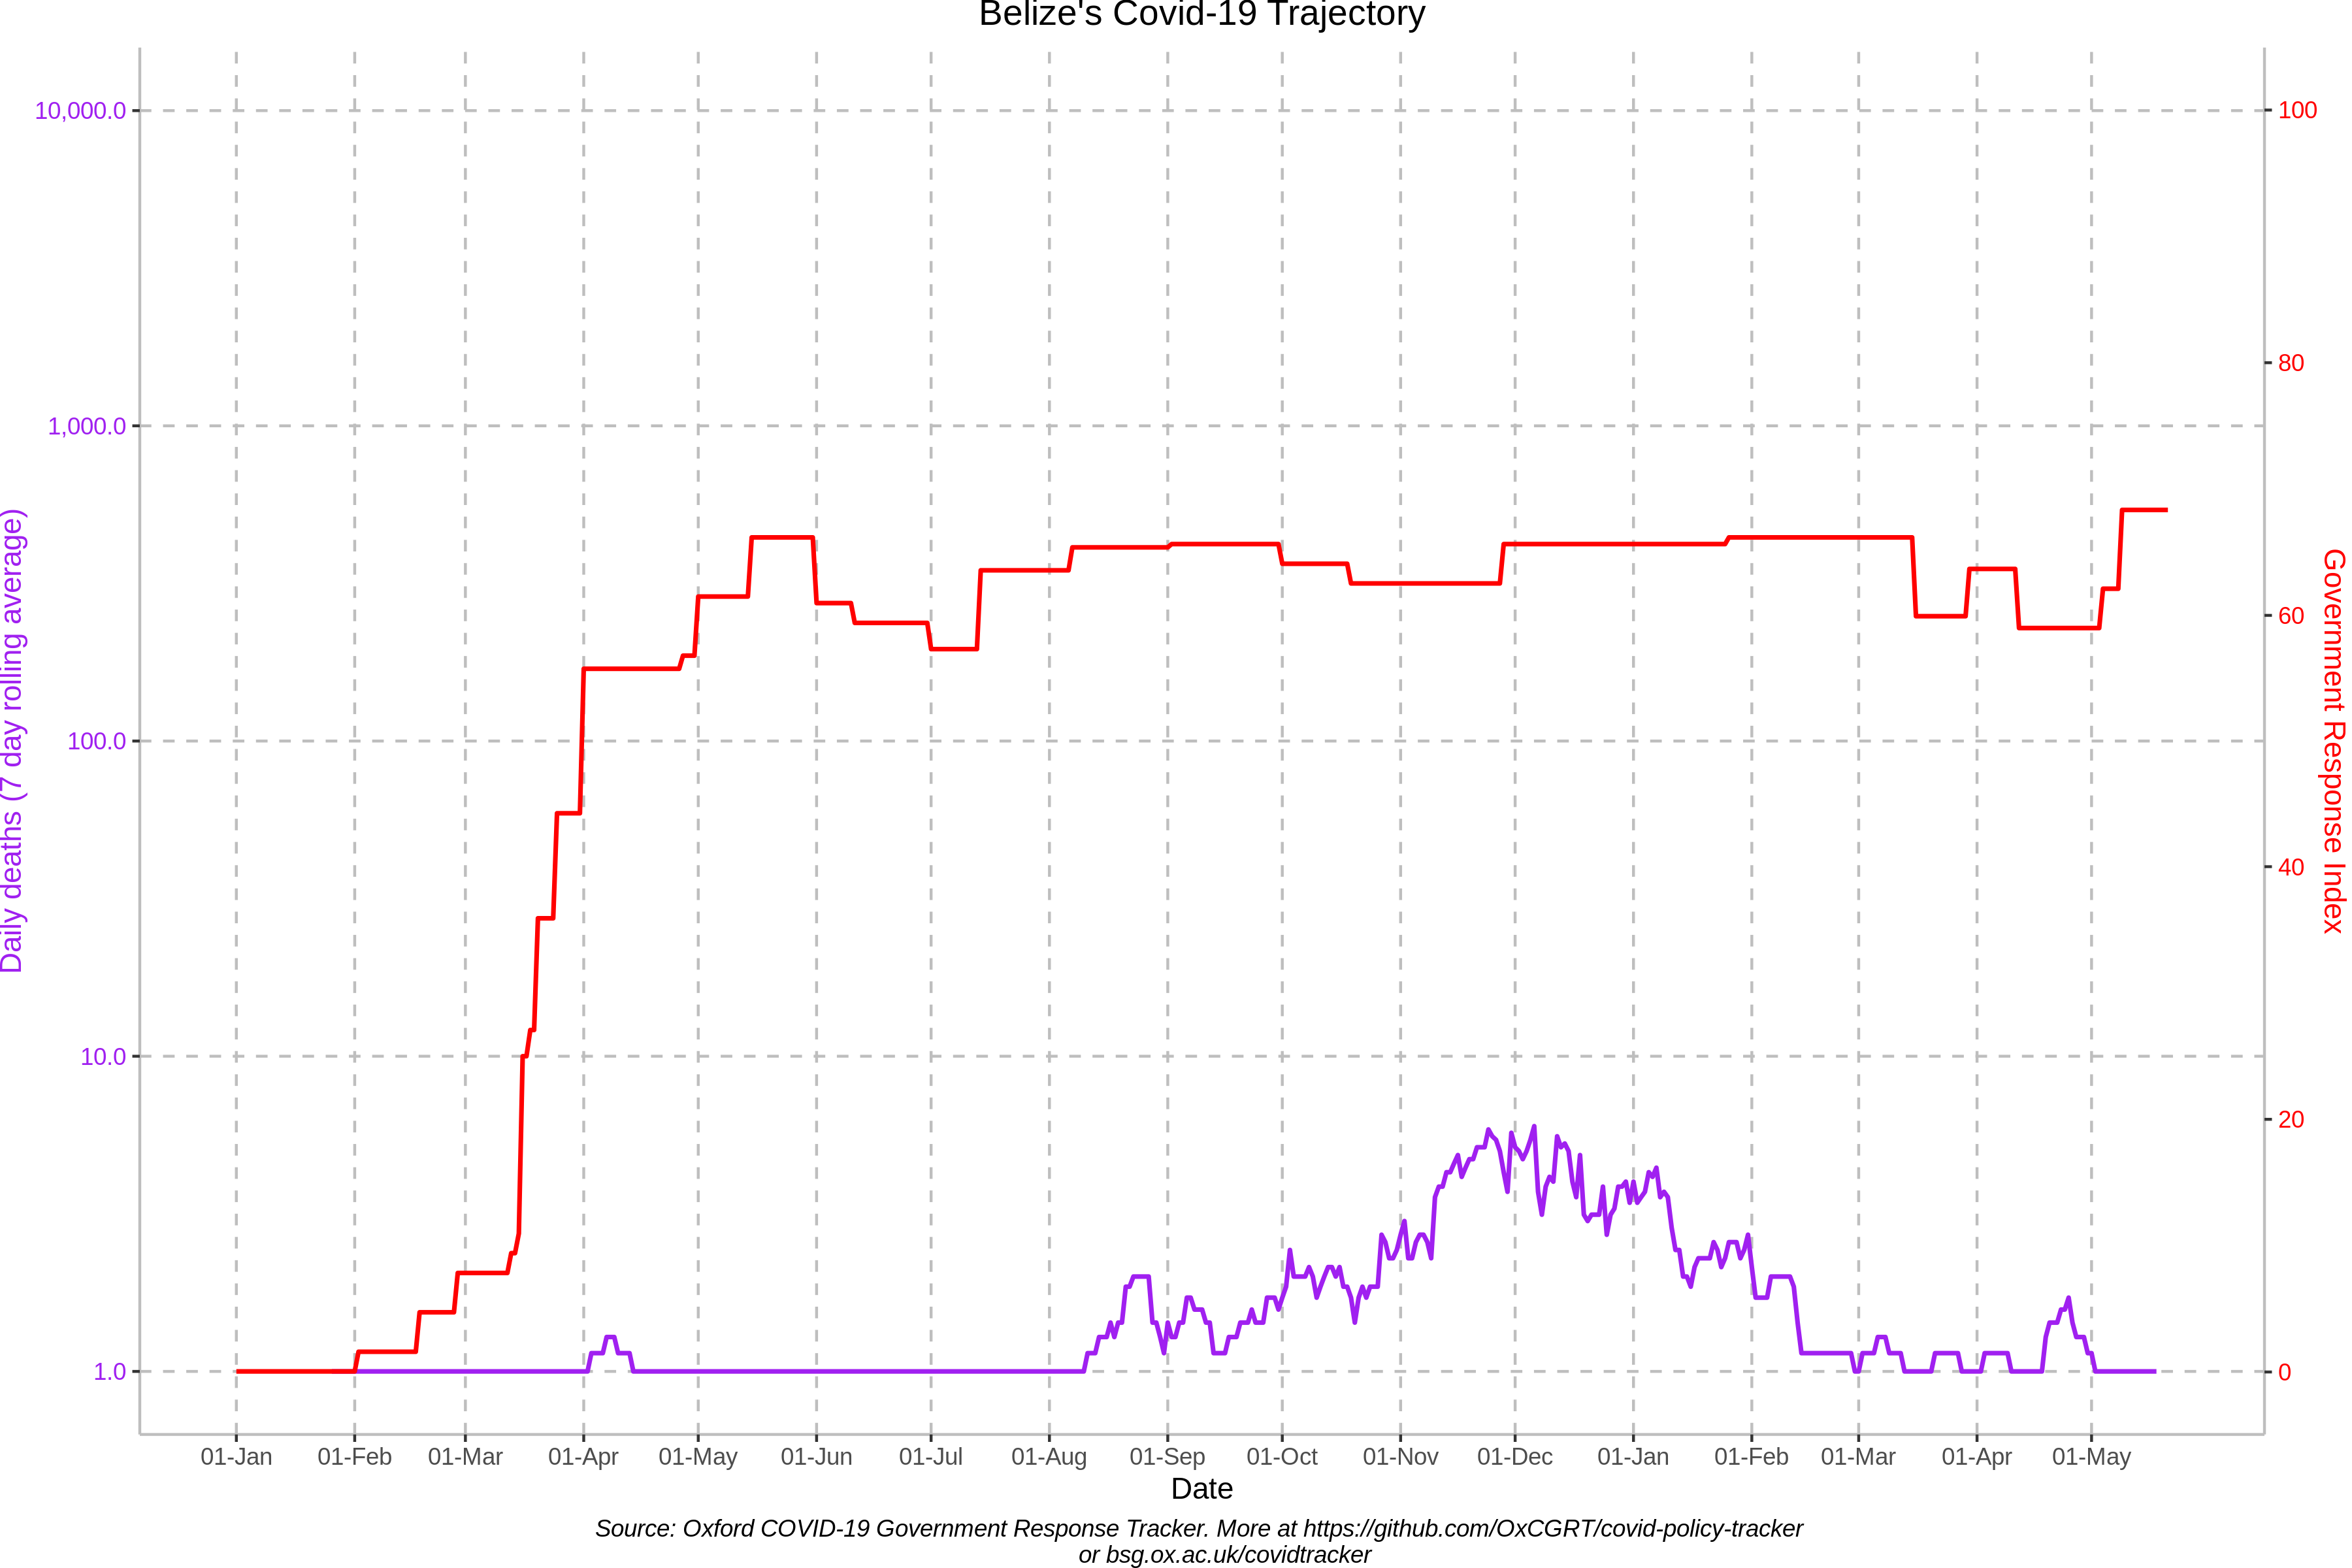 Belize's Covid-19 Trajectory
10,000.0
1,000.0
100.0
10.0
1.0
Daily deaths (7 day rolling average)
100
80
60
40
20
0
Government Response Index
01-Jan 01-Feb 01-Mar 01-Apr 01-May 01-Jun 01-Jul 01-Aug 01-Sep 01-Oct 01-Nov 01-Dec 01-Jan 01-Feb 01-Mar 01-Apr 01-May
Date
Source: Oxford COVID-19 Government Response Tracker. More at https://github.com/OxCGRT/covid-policy-tracker
or bsg.ox.ac.uk/covidtracker